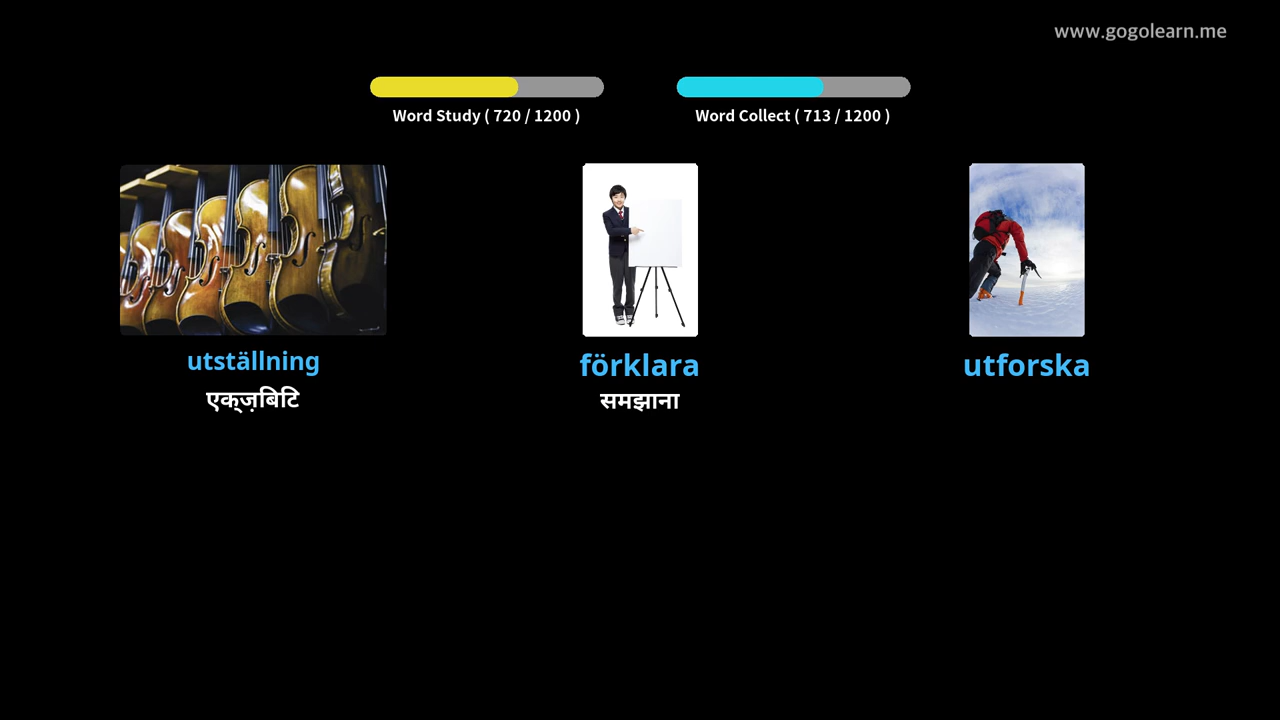 www.gogolearn.me
Word Study ( 720 / 1200 )
Word Collect ( 713 / 1200 )
utställning
förklara
utforska
एक्ज़बिटि
समझाना